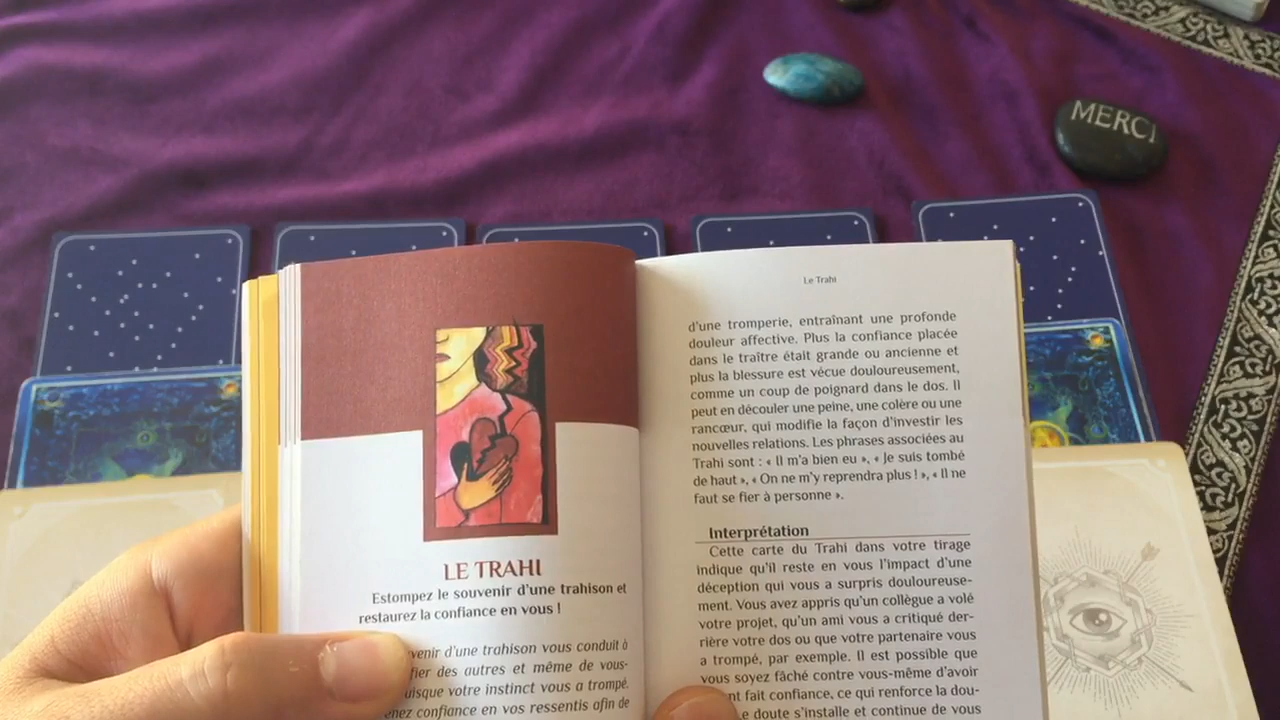 MERCI
LE TRAHI
Estompez le souvenir d'une trahison et
restaurez la confiance en vous !
d'une trahison vous conduit à
des autres et même de vous-
votre instinct vous a trompé.
confiance en vos ressentis afin de
Le Trahi
d'une tromperie, entraînant une profonde
douleur affective. Plus la confiance placée
dans le traître était grande ou ancienne et
plus la blessure est vécue douloureusement,
comme un coup de poignard dans le dos. Il
peut en découler une peine, une colère ou une
rancœur, qui modifie la façon d'investir les
nouvelles relations. Les phrases associées au
Trahi sont : « Il m'a bien eu », « Je suis tombé
de haut », « On ne m'y reprendra plus ! », « Il ne
faut se fier à personne ».
Interprétation
Cette carte du Trahi dans votre tirage
indique qu'il reste en vous l'impact d'une
déception qui vous a surpris douloureuse-
ment. Vous avez appris qu'un collègue a volé
votre projet, qu'un ami vous a critiqué der-
rière votre dos ou que votre partenaire vous
a trompé, par exemple. Il est possible que
vous soyez fâché contre vous-même d'avoir
fait confiance, ce qui renforce la dou-
doute s'installe et continue de vous